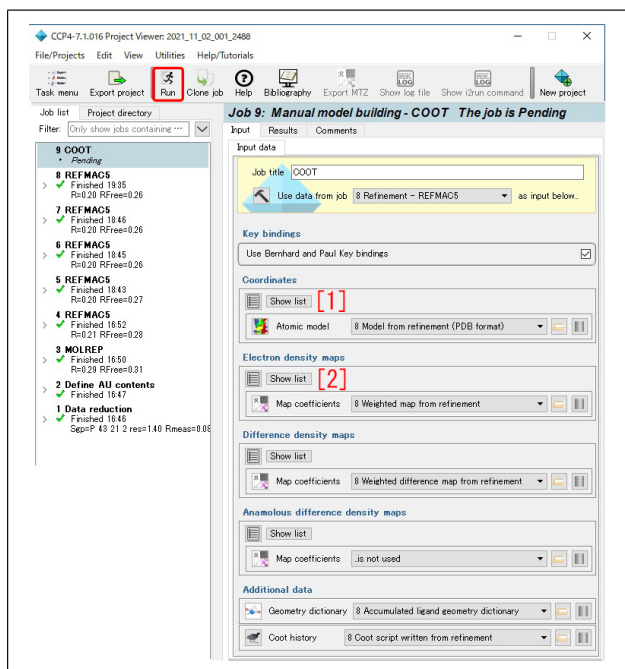 CCP4-7.1.016 Project Viewer: 2021_11_02_001_2488
File/Projects Edit View Utilities Help/Tutorials
Task menu Export project Run Clone job Help Bibliography Export MTZ Show log file Show i2run command New project
Job list Project directory
Filter: Only show jobs containing ···
9 COOT
• Pending
8 REFMAC5
Finished 19:35
R=0.20 RFree=0.26
7 REFMAC5
Finished 18:46
R=0.20 RFree=0.26
6 REFMAC5
Finished 18:45
R=0.20 RFree=0.26
5 REFMAC5
Finished 18:43
R=0.20 RFree=0.27
4 REFMAC5
Finished 16:52
R=0.21 RFree=0.28
3 MOLREP
Finished 16:50
R=0.29 RFree=0.31
2 Define AU contents
Finished 16:47
1 Data reduction
Finished 16:46
Sgp=P 43 21 2 res=1.40 Rmeas=0.08
Job 9: Manual model building - COOT The job is Pending
Input Results Comments
Input data
Job title COOT
Use data from job 8 Refinement - REFMAC5 as input below..
Key bindings
Use Bernhard and Paul Key bindings
Coordinates
Show list [1]
Atomic model 8 Model from refinement (PDB format)
Electron density maps
Show list [2]
Map coefficients 8 Weighted map from refinement
Difference density maps
Show list
Map coefficients 8 Weighted difference map from refinement
Anamolous difference density maps
Show list
Map coefficients ..is not used
Additional data
Geometry dictionary 8 Accumulated ligand geometry dictionary
Coot history 8 Coot script written from refinement